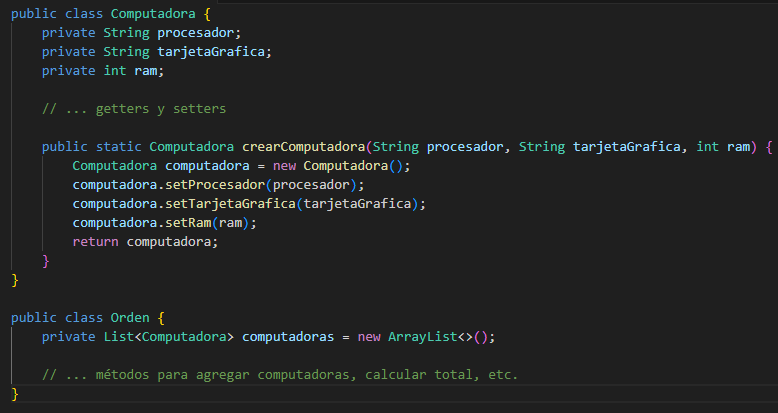 public class Computadora {
    private String procesador;
    private String tarjetaGrafica;
    private int ram;

    // ... getters y setters

    public static Computadora crearComputadora(String procesador, String tarjetaGrafica, int ram) {
        Computadora computadora = new Computadora();
        computadora.setProcesador(procesador);
        computadora.setTarjetaGrafica(tarjetaGrafica);
        computadora.setRam(ram);
        return computadora;
    }
}

public class Orden {
    private List<Computadora> computadoras = new ArrayList<>();

    // ... métodos para agregar computadoras, calcular total, etc.
}